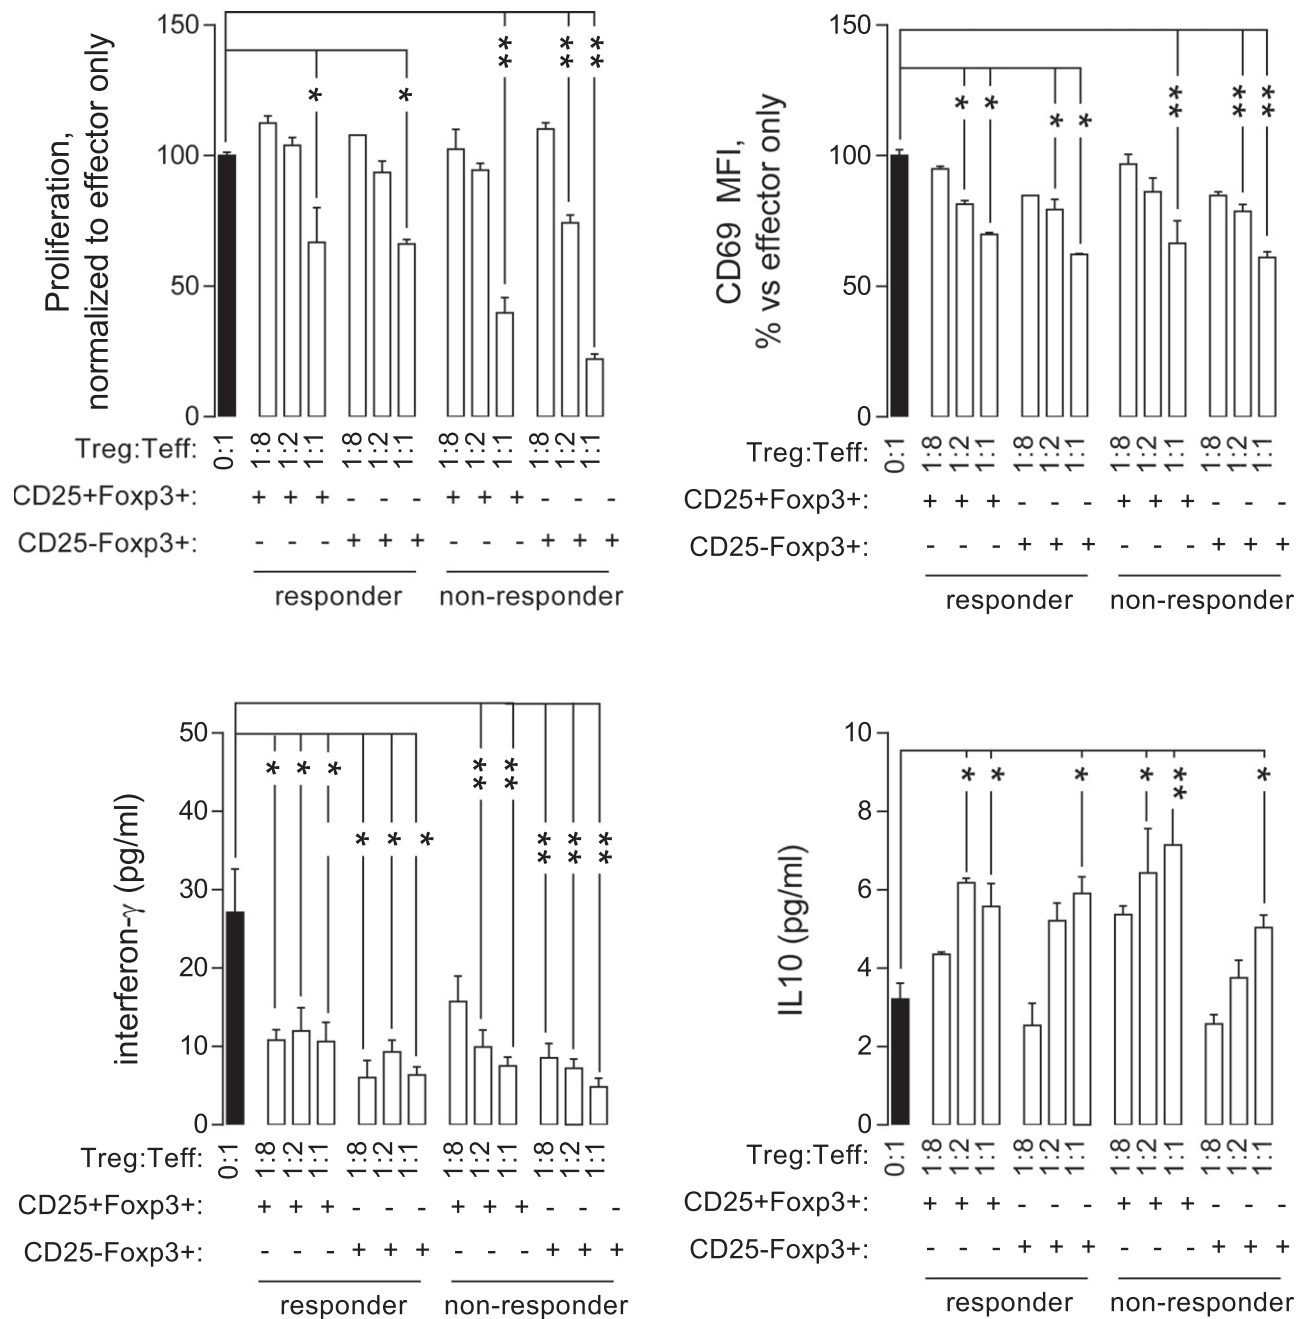 Proliferation,
normalized to effector only
150
100
50
0
* * ** ** **
0:1 1:8 1:2 1:1 1:8 1:2 1:1 1:8 1:2 1:1 1:8 1:2 1:1
Treg:Teff:
CD25+Foxp3+: + + + - - - + + + - - -
CD25-Foxp3+: - - - + + + - - - + + +
responder non-responder
CD69 MFI,
% vs effector only
150
100
50
0
* * * * ** ** **
0:1 1:8 1:2 1:1 1:8 1:2 1:1 1:8 1:2 1:1 1:8 1:2 1:1
Treg:Teff:
CD25+Foxp3+: + + + - - - + + + - - -
CD25-Foxp3+: - - - + + + - - - + + +
responder non-responder
interferon-γ (pg/ml)
50
40
30
20
10
0
* * * * * * ** ** ** ** **
0:1 1:8 1:2 1:1 1:8 1:2 1:1 1:8 1:2 1:1 1:8 1:2 1:1
Treg:Teff:
CD25+Foxp3+: + + + - - - + + + - - -
CD25-Foxp3+: - - - + + + - - - + + +
responder non-responder
IL10 (pg/ml)
10
8
6
4
2
0
* * * * ** *
0:1 1:8 1:2 1:1 1:8 1:2 1:1 1:8 1:2 1:1 1:8 1:2 1:1
Treg:Teff:
CD25+Foxp3+: + + + - - - + + + - - -
CD25-Foxp3+: - - - + + + - - - + + +
responder non-responder